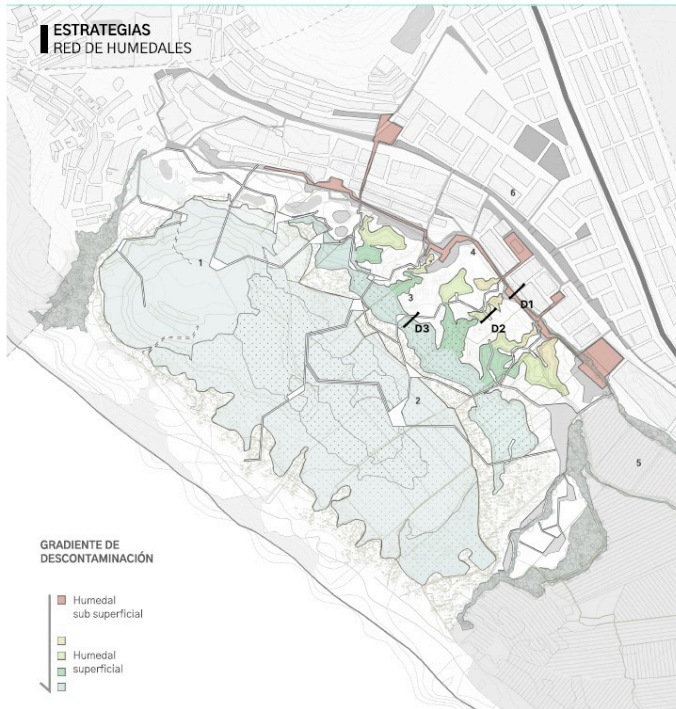 ESTRATEGIAS
RED DE HUMEDALES
6
4
1
D1
3
D3
D2
2
5
GRADIENTE DE
DESCONTAMINACIÓN
Humedal
sub superficial
Humedal
superficial